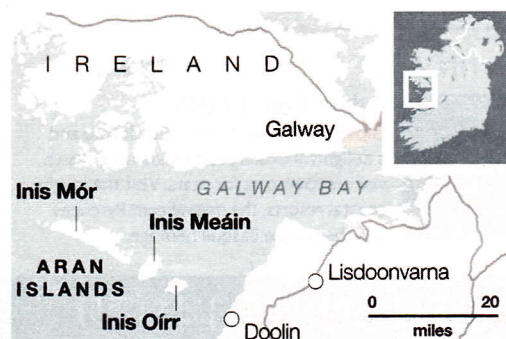 IRELAND
Galway
GALWAY BAY
Inis Mór
Inis Meáin
ARAN
ISLANDS
Inis Oírr
Lisdoonvarna
Doolin
0 20
miles